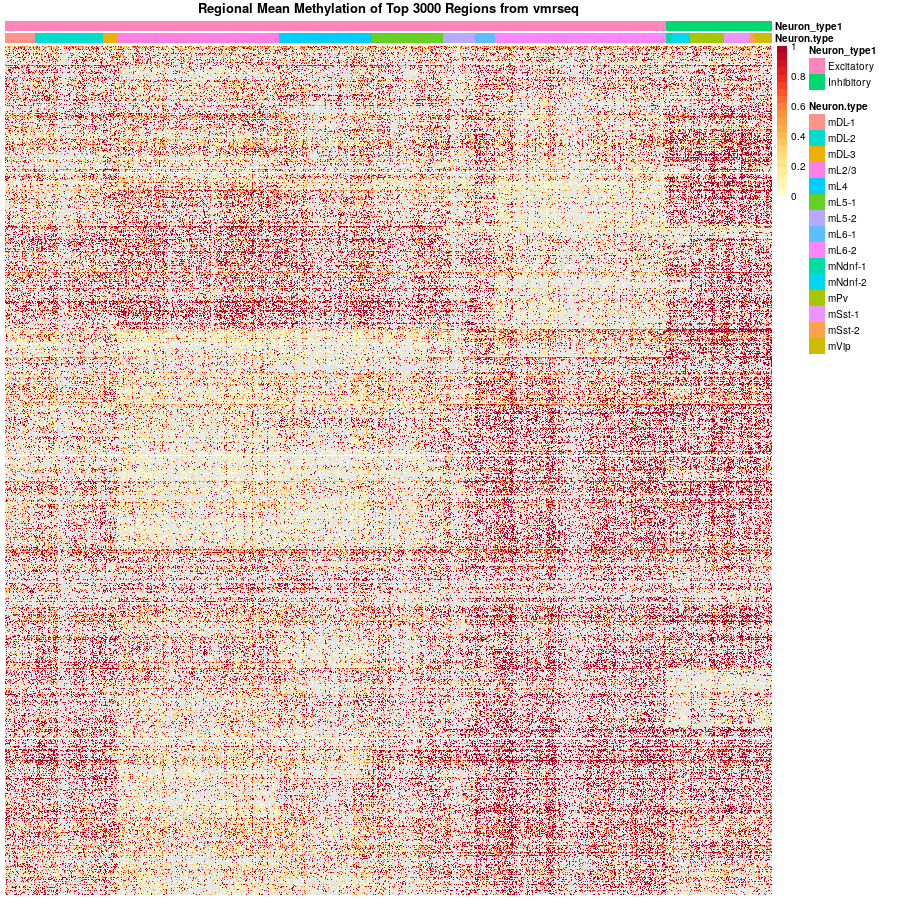 Regional Mean Methylation of Top 3000 Regions from vmrseq
Neuron_type1
Neuron.type
1
0.8
0.6
0.4
0.2
0
Neuron_type1
Excitatory
Inhibitory
Neuron.type
mDL-1
mDL-2
mDL-3
mL2/3
mL4
mL5-1
mL5-2
mL6-1
mL6-2
mNdnf-1
mNdnf-2
mPv
mSst-1
mSst-2
mVip